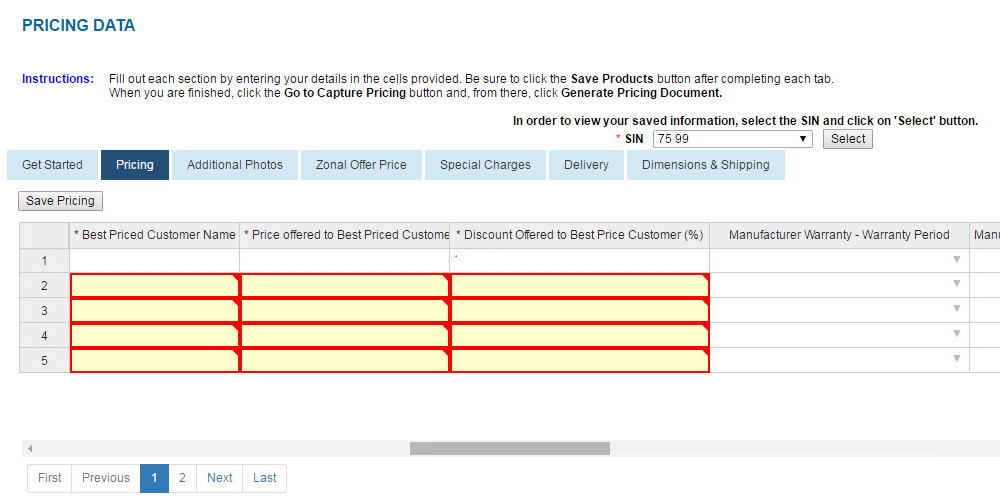 PRICING DATA
Instructions: Fill out each section by entering your details in the cells provided. Be sure to click the Save Products button after completing each tab.
When you are finished, click the Go to Capture Pricing button and, from there, click Generate Pricing Document.
In order to view your saved information, select the SIN and click on 'Select' button.
* SIN 75 99 Select
Get Started Pricing Additional Photos Zonal Offer Price Special Charges Delivery Dimensions & Shipping
Save Pricing
* Best Priced Customer Name * Price offered to Best Priced Custome * Discount Offered to Best Price Customer (%) Manufacturer Warranty - Warranty Period Manu
1
2
3
4
5
First Previous 1 2 Next Last